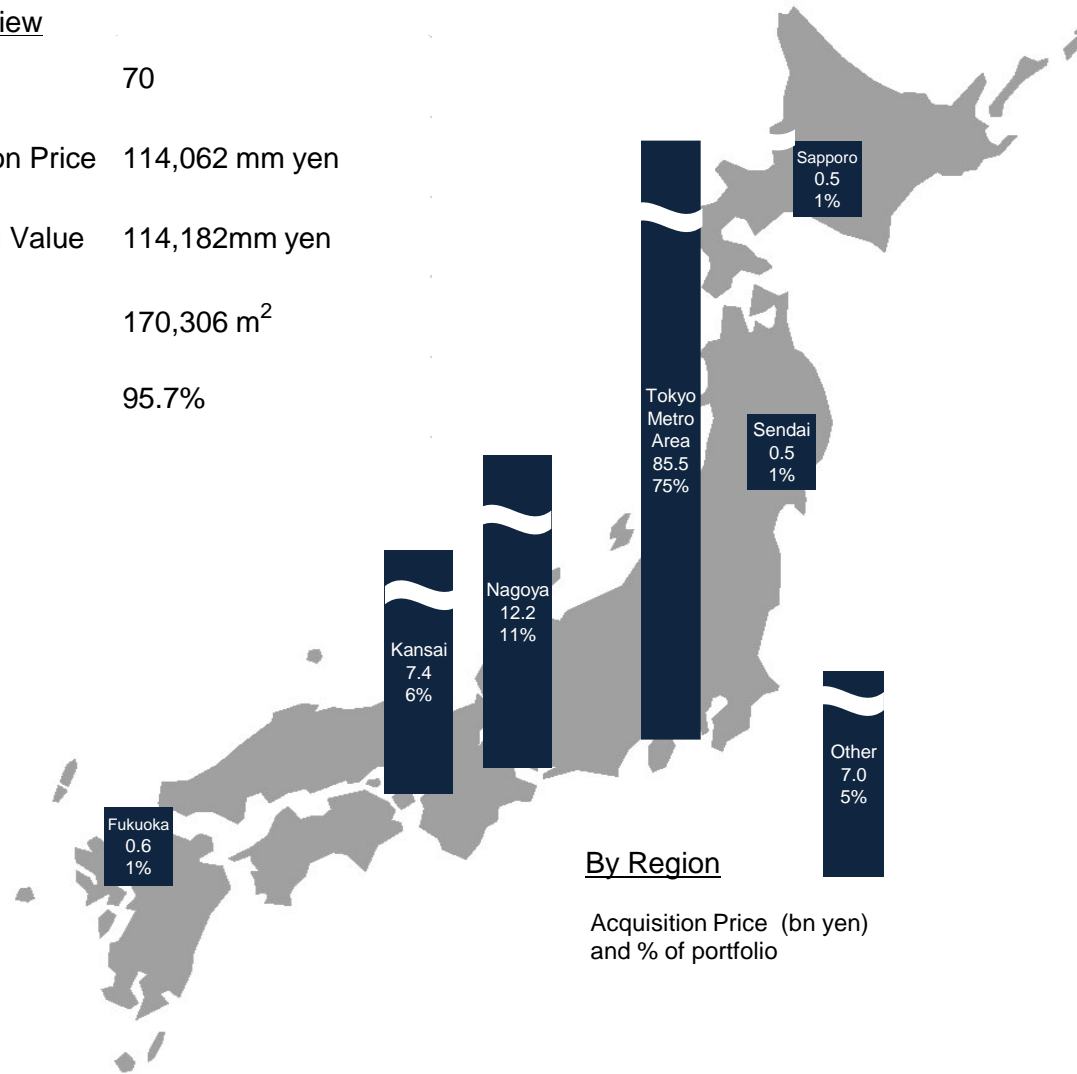 iew
70
on Price 114,062 mm yen
Value 114,182mm yen
170,306 m²
95.7%
Sapporo
0.5
1%
Tokyo
Metro
Area
85.5
75%
Sendai
0.5
1%
Nagoya
12.2
11%
Kansai
7.4
6%
Other
7.0
5%
Fukuoka
0.6
1%
By Region
Acquisition Price (bn yen)
and % of portfolio